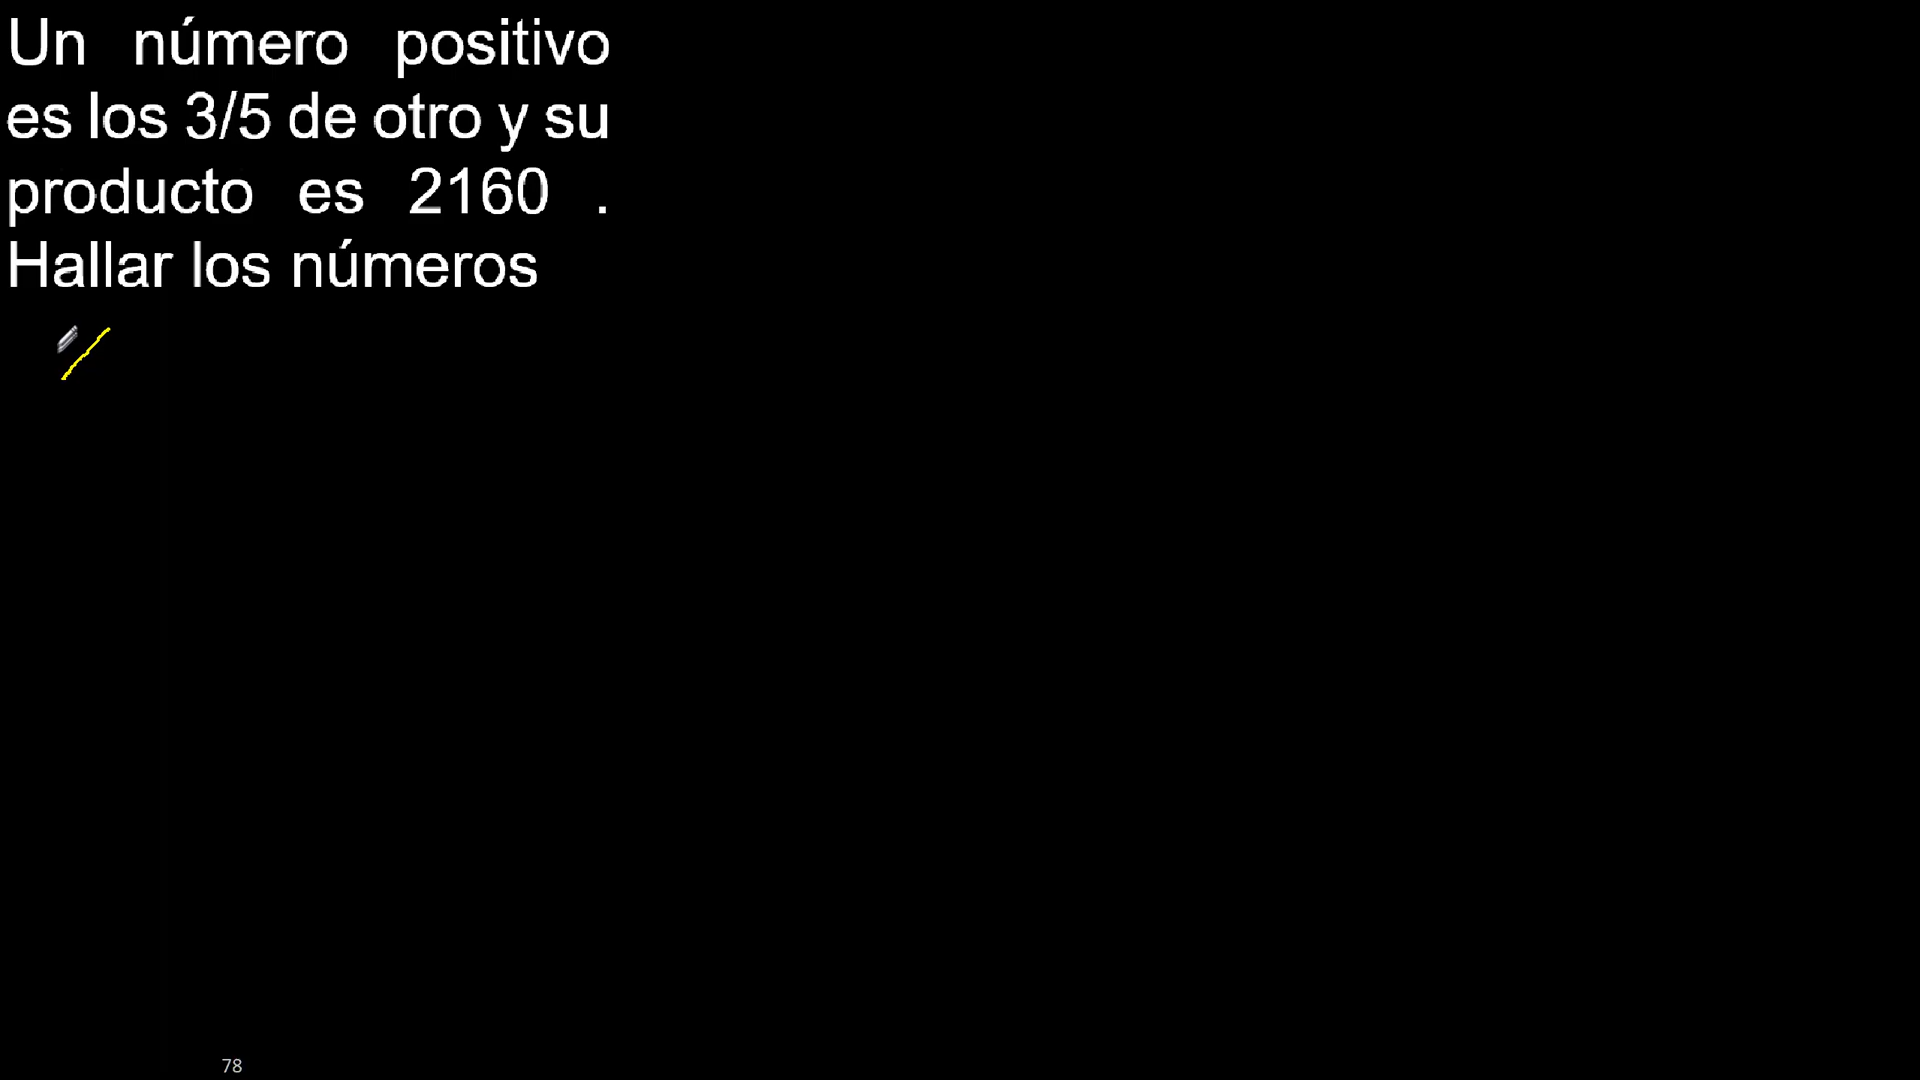 Un número positivo
es los 3/5 de otro y su
producto es 2160 .
Hallar los números
78